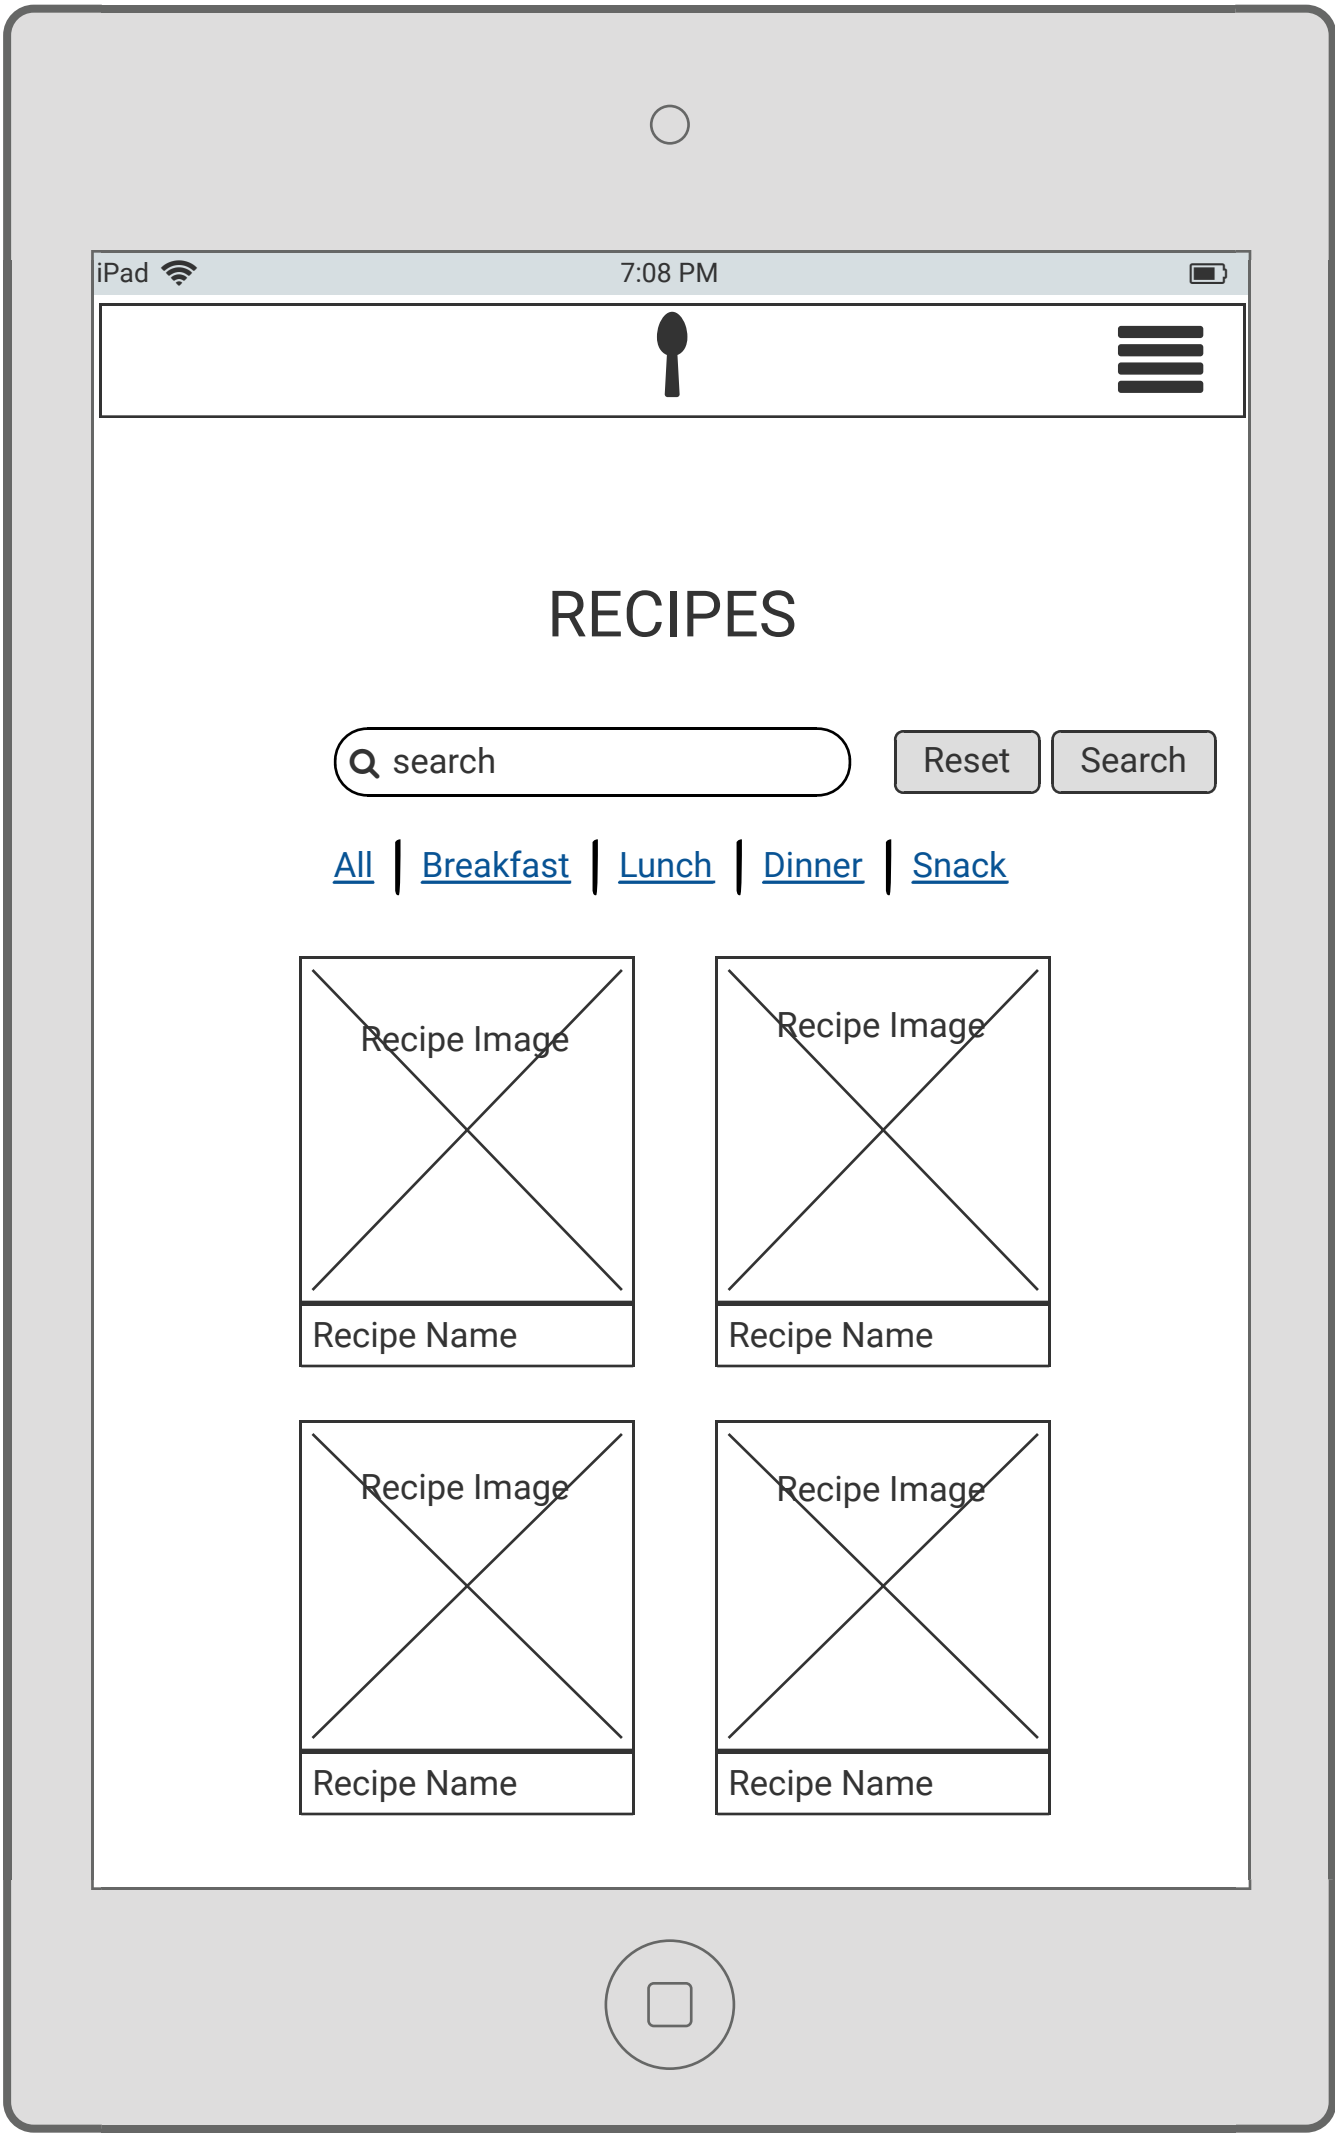 iPad 7:08 PM
RECIPES
search Reset Search
All Breakfast Lunch Dinner Snack
Recipe Image Recipe Image
Recipe Name Recipe Name
Recipe Image Recipe Image
Recipe Name Recipe Name